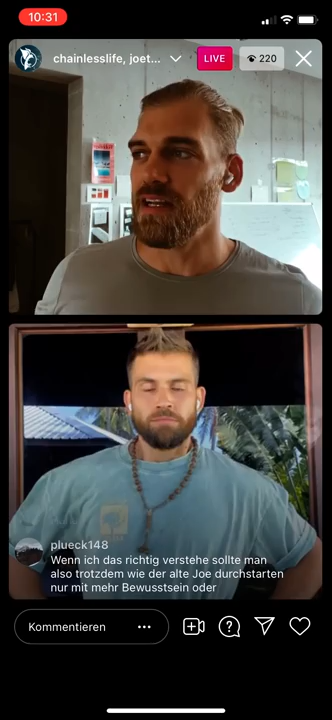 10:31
chainlesslife, joet...
LIVE
220
plueck148
Wenn ich das richtig verstehe sollte man
also trotzdem wie der alte Joe durchstarten
nur mit mehr Bewusstsein oder
Kommentieren